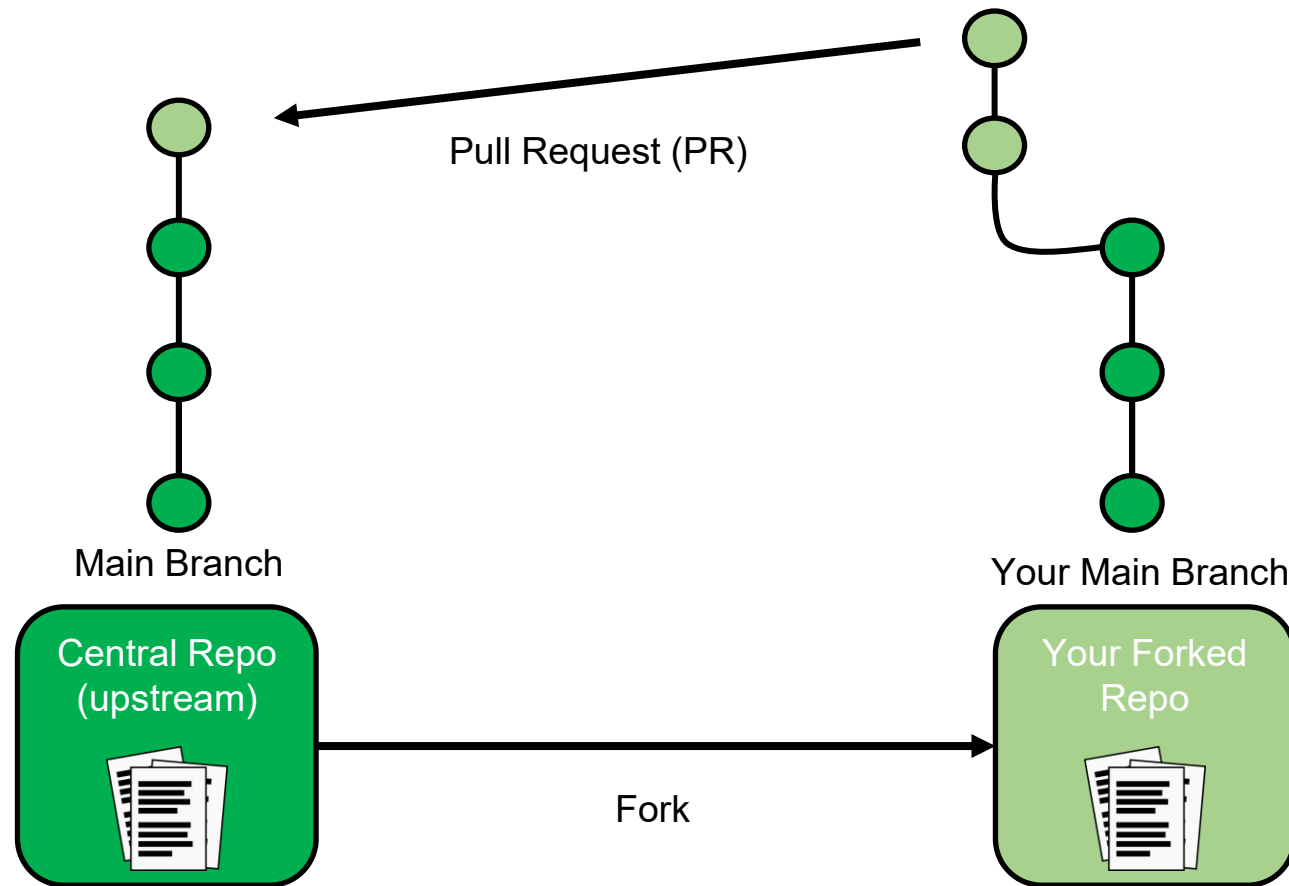 Pull Request (PR)
Main Branch
Your Main Branch
Central Repo
(upstream)
Your Forked
Repo
Fork